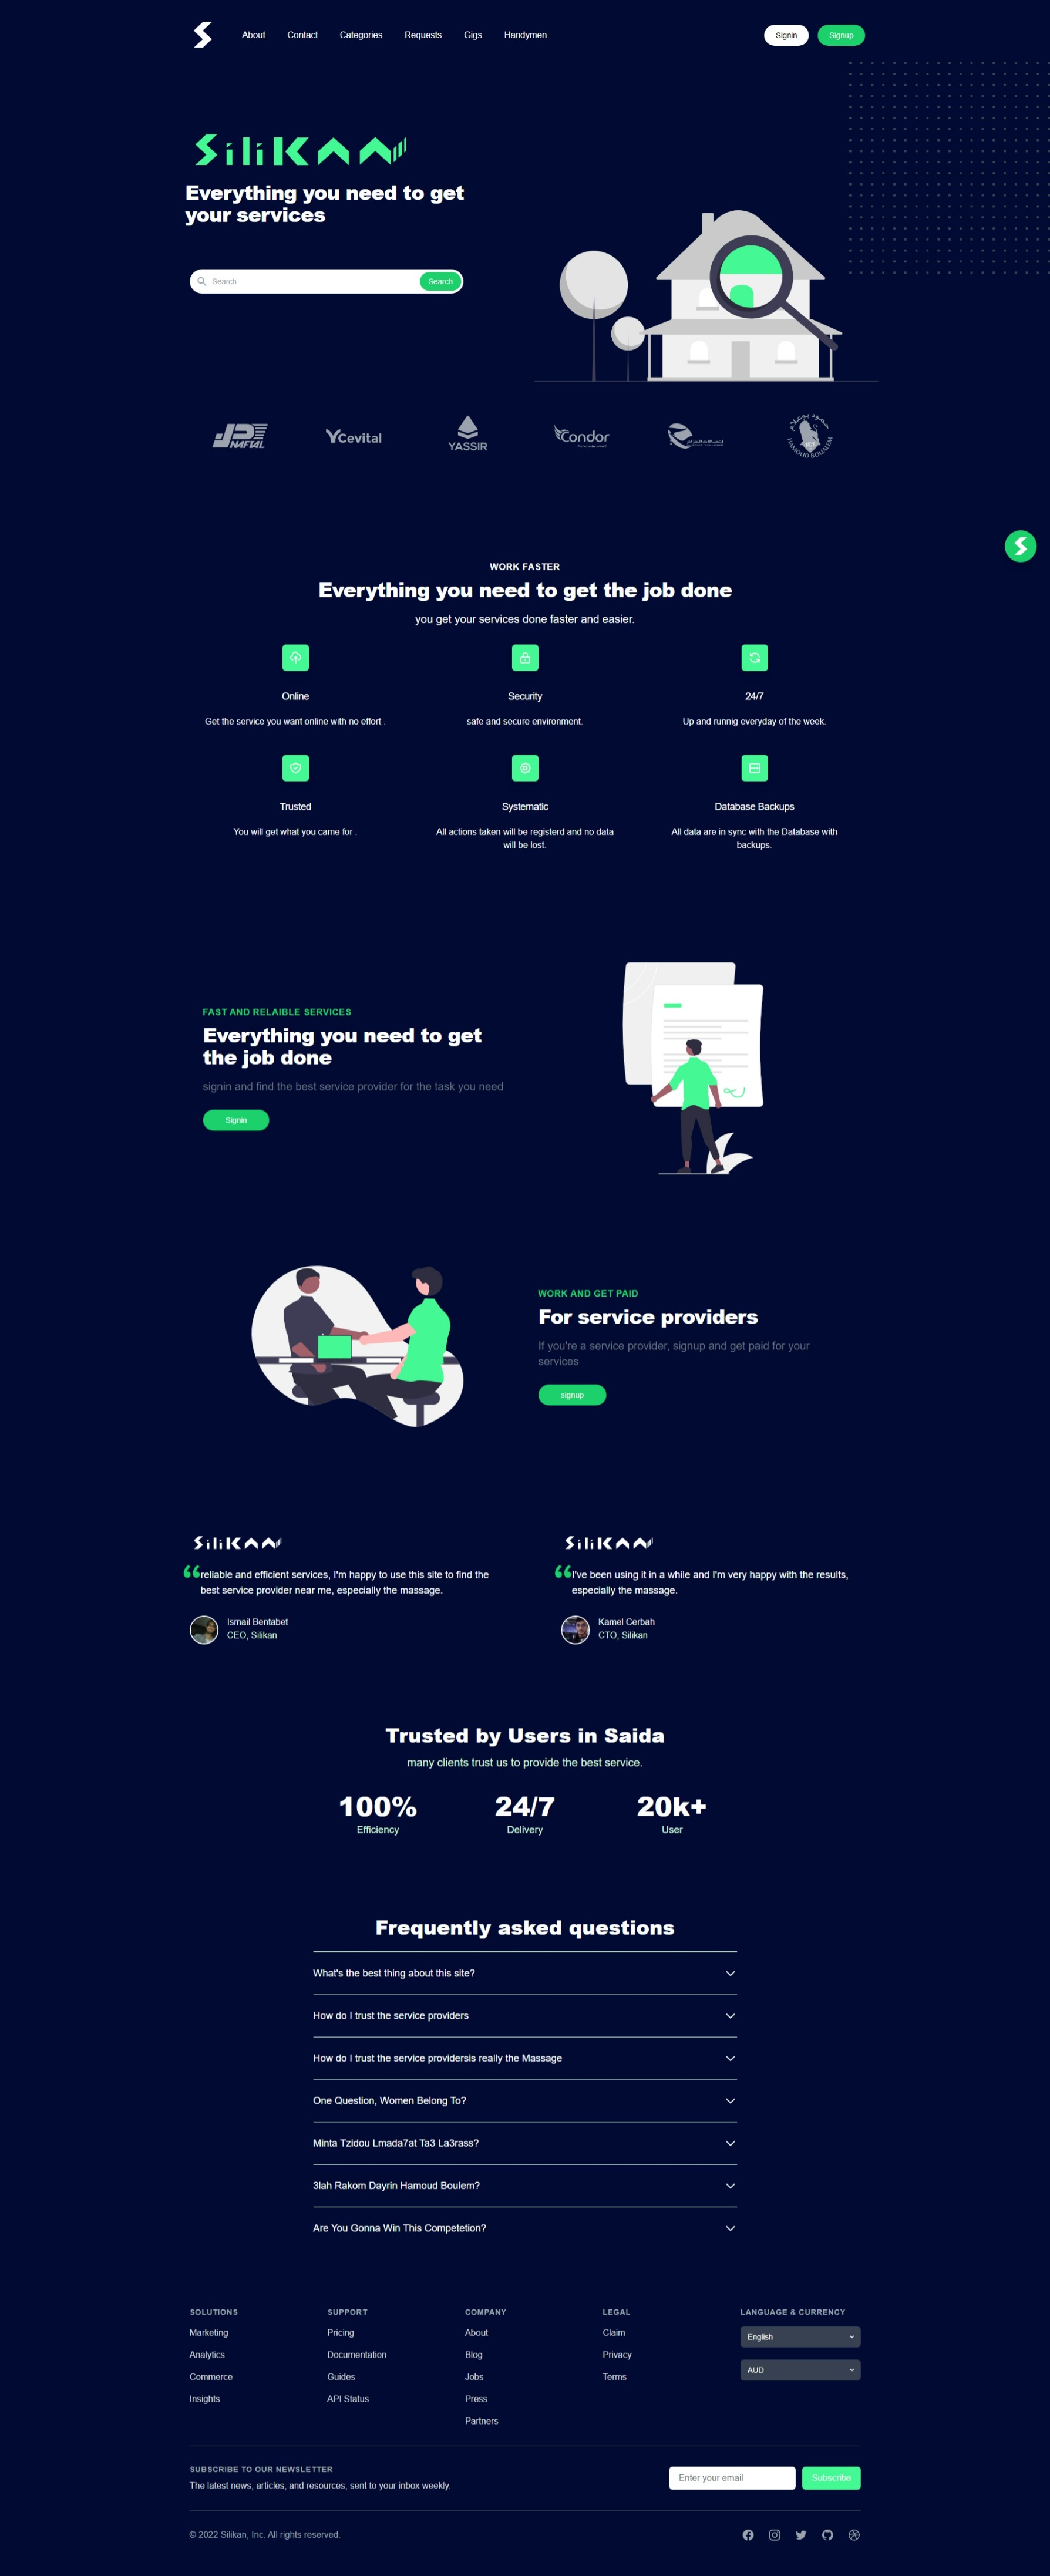 About Contact Categories Requests Gigs Handymen Signin Signup
SiliKAN
Everything you need to get
your services
Search Search
NAFTAL Cevital YASSIR Condor HAMOUD BOUALEM
WORK FASTER
Everything you need to get the job done
you get your services done faster and easier.
Online Security 24/7
Get the service you want online with no effort . safe and secure environment. Up and runnig everyday of the week.
Trusted Systematic Database Backups
You will get what you came for . All actions taken will be registerd and no data All data are in sync with the Database with
will be lost. backups.
FAST AND RELAIBLE SERVICES
Everything you need to get
the job done
signin and find the best service provider for the task you need
Signin
WORK AND GET PAID
For service providers
If you're a service provider, signup and get paid for your
services
signup
SiliKAN SiliKAN
reliable and efficient services, I'm happy to use this site to find the
best service provider near me, especially the massage.
Ismail Bentabet
CEO, Silikan
I've been using it in a while and I'm very happy with the results,
especially the massage.
Kamel Cerbah
CTO, Silikan
Trusted by Users in Saida
many clients trust us to provide the best service.
100% 24/7 20k+
Efficiency Delivery User
Frequently asked questions
What's the best thing about this site?
How do I trust the service providers
How do I trust the service providersis really the Massage
One Question, Women Belong To?
Minta Tzidou Lmada7at Ta3 La3rass?
3lah Rakom Dayrin Hamoud Boulem?
Are You Gonna Win This Competetion?
SOLUTIONS
Marketing
Analytics
Commerce
Insights
SUPPORT
Pricing
Documentation
Guides
API Status
COMPANY
About
Blog
Jobs
Press
Partners
LEGAL
Claim
Privacy
Terms
LANGUAGE & CURRENCY
English
AUD
SUBSCRIBE TO OUR NEWSLETTER
The latest news, articles, and resources, sent to your inbox weekly.
Enter your email Subscribe
© 2022 Silikan, Inc. All rights reserved.